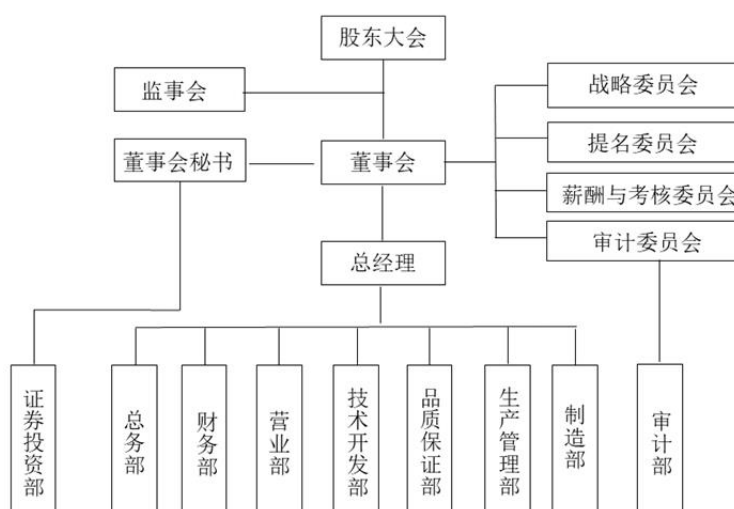 股东大会
监事会
战略委员会
提名委员会
董事会秘书
董事会
薪酬与考核委员会
审计委员会
总经理
证券投资部
总务部
财务部
营业部
技术开发部
品质保证部
生产管理部
制造部
审计部